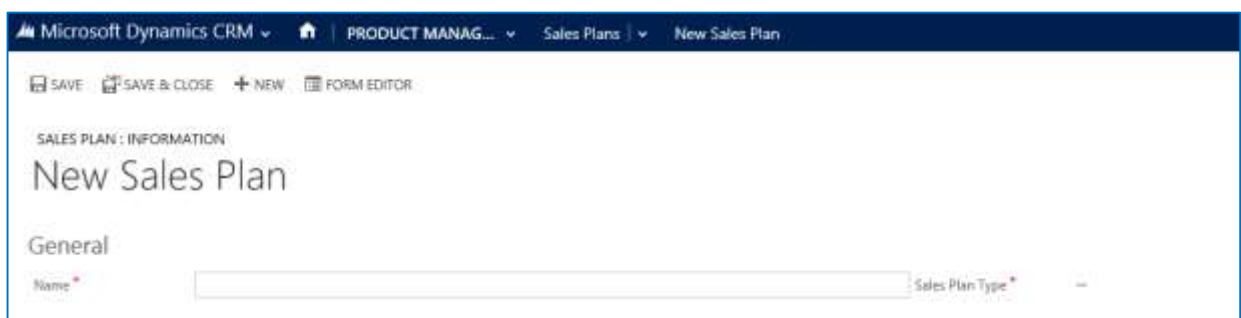 Microsoft Dynamics CRM PRODUCT MANAG... Sales Plans New Sales Plan
SAVE SAVE & CLOSE NEW FORM EDITOR
SALES PLAN : INFORMATION
New Sales Plan
General
Name * Sales Plan Type * --